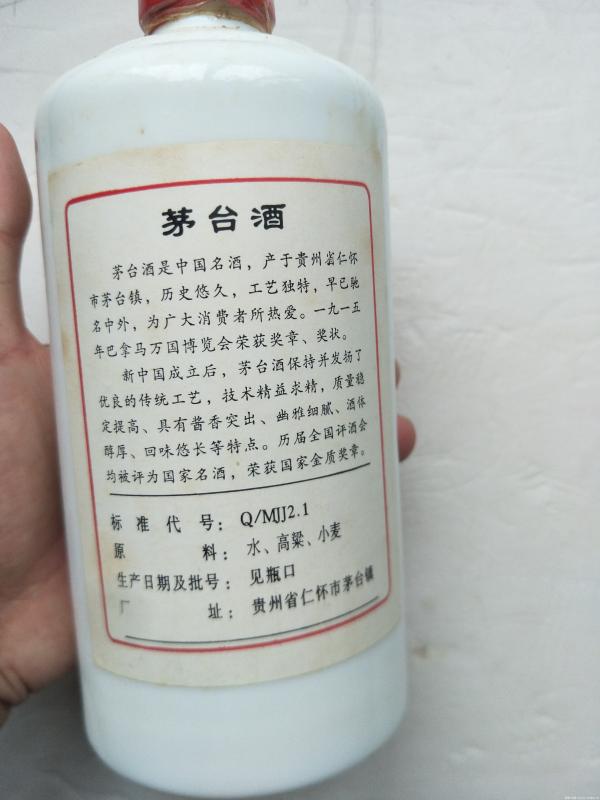 茅台酒
茅台酒是中国名酒，产于贵州省仁怀
市茅台镇，历史悠久，工艺独特，早已驰
名中外，为广大消费者所热爱。一九一五
年巴拿马万国博览会荣获奖章、奖状。
新中国成立后，茅台酒保持并发扬了
优良的传统工艺，技术精益求精，质量稳
定提高、具有酱香突出、幽雅细腻、酒体
醇厚、回味悠长等特点。历届全国评酒会
均被评为国家名酒，荣获国家金质奖章。
标准代号：Q/MJJ2.1
原料：水、高粱、小麦
生产日期及批号：见瓶口
厂址：贵州省仁怀市茅台镇